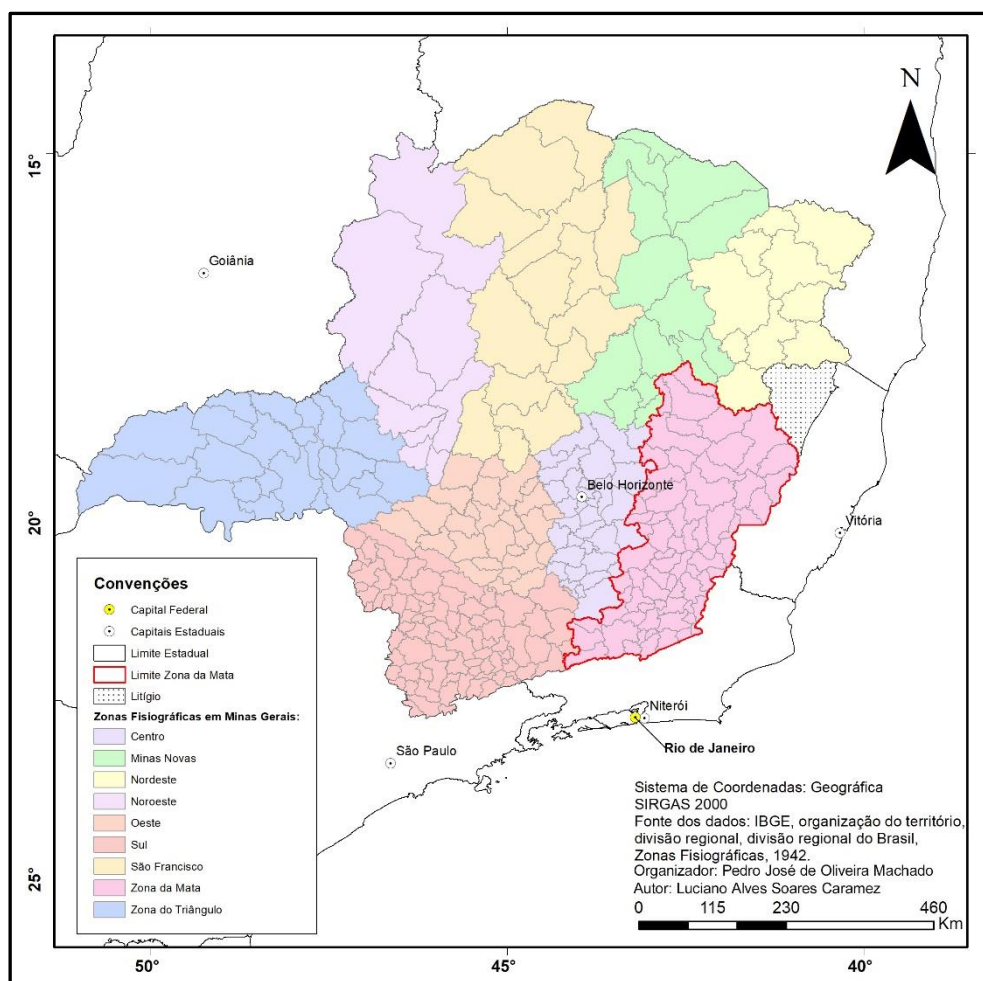 N
15°
Goiânia
Belo Horizonte
20°
Vitória
Convenções
Capital Federal
Capitais Estaduais
Limite Estadual
Limite Zona da Mata
Litígio
Zonas Fisiográficas em Minas Gerais:
Centro
Minas Novas
Nordeste
Noroeste
Oeste
Sul
São Francisco
Zona da Mata
Zona do Triângulo
Niterói
Rio de Janeiro
São Paulo
Sistema de Coordenadas: Geográfica
SIRGAS 2000
Fonte dos dados: IBGE, organização do território,
divisão regional, divisão regional do Brasil,
Zonas Fisiográficas, 1942.
Organizador: Pedro José de Oliveira Machado
Autor: Luciano Alves Soares Caramez
0 115 230 460
Km
25°
50° 45° 40°